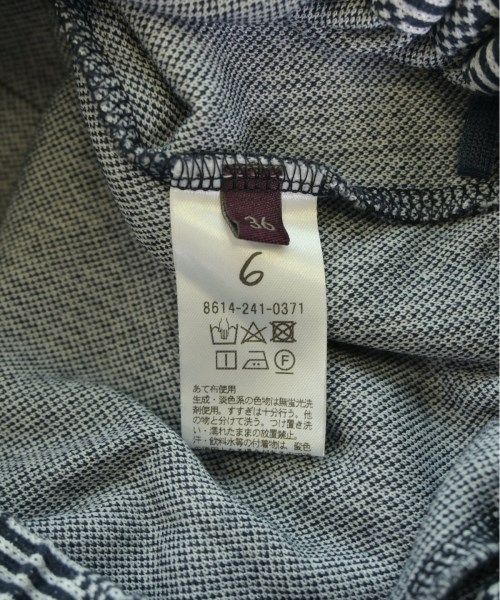 36
6
8614-241-0371
あて布使用
生成・淡色系の色物は無蛍光洗
剤使用。すすぎは十分行う。他
の物と分けて洗う。つけ置き洗
い・濡れたままの放置禁止。
汗・飲料水等の付着物は、変色